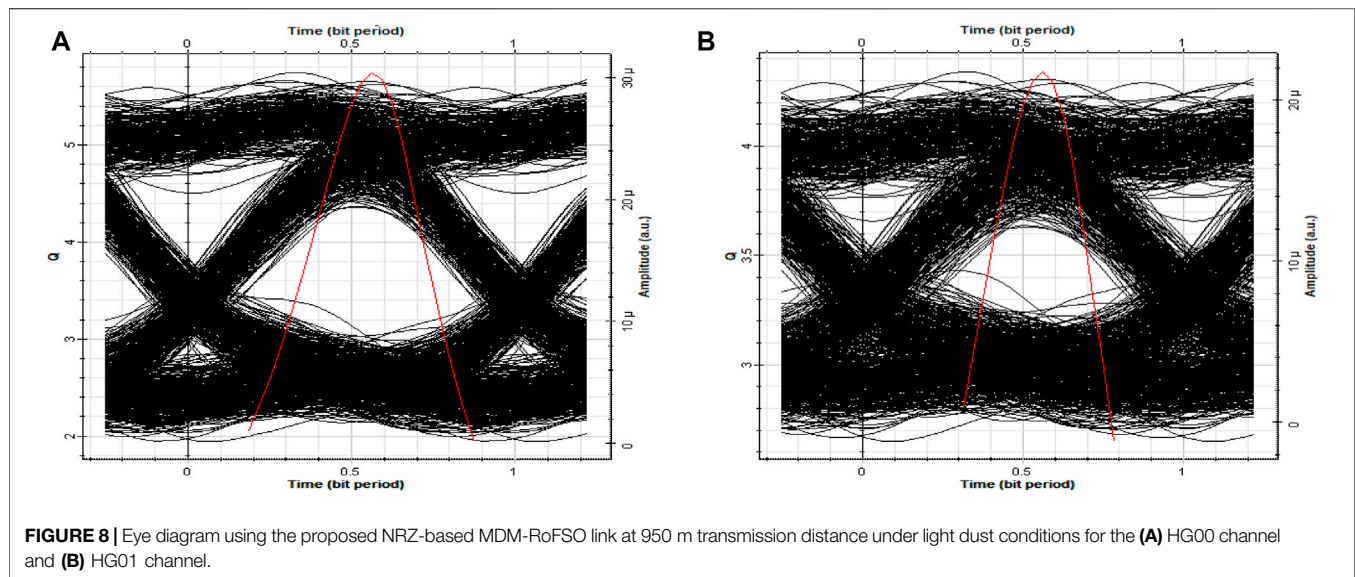 A
Time (bit period)
0 0.5 1
Q
5
4
3
2
30 µ
20 µ
10 µ
0
Amplitude (a.u.)
0 0.5 1
Time (bit period)
B
Time (bit period)
0 0.5 1
Q
4
3.5
3
20 µ
10 µ
0
Amplitude (a.u.)
0 0.5 1
Time (bit period)
FIGURE 8 | Eye diagram using the proposed NRZ-based MDM-RoFSO link at 950 m transmission distance under light dust conditions for the (A) HG00 channel
and (B) HG01 channel.